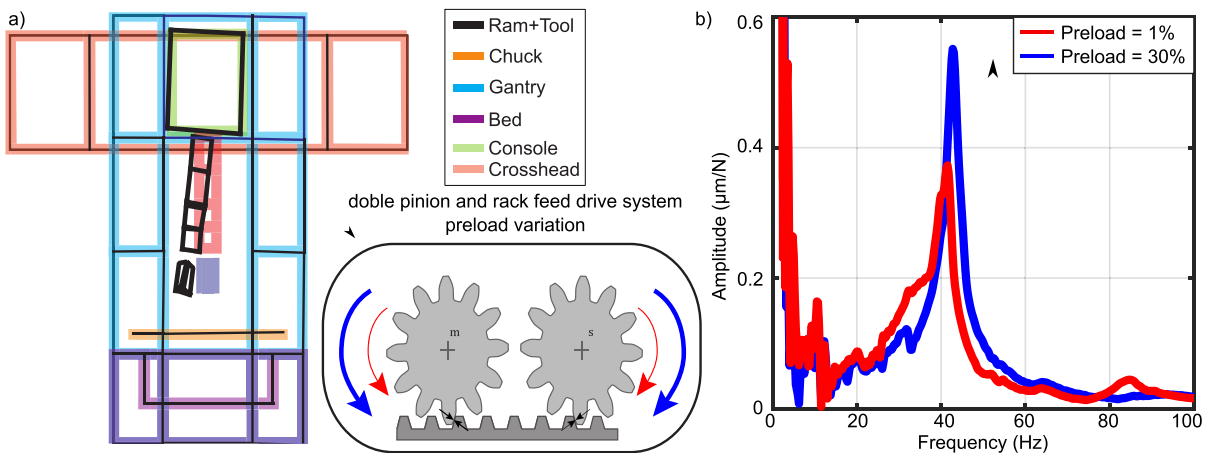 a)
Ram+Tool
Chuck
Gantry
Bed
Console
Crosshead
doble pinion and rack feed drive system
preload variation
m
s
b)
Preload = 1%
Preload = 30%
Amplitude (μm/N)
0.6
0.4
0.2
0
0
20
40
60
80
100
Frequency (Hz)